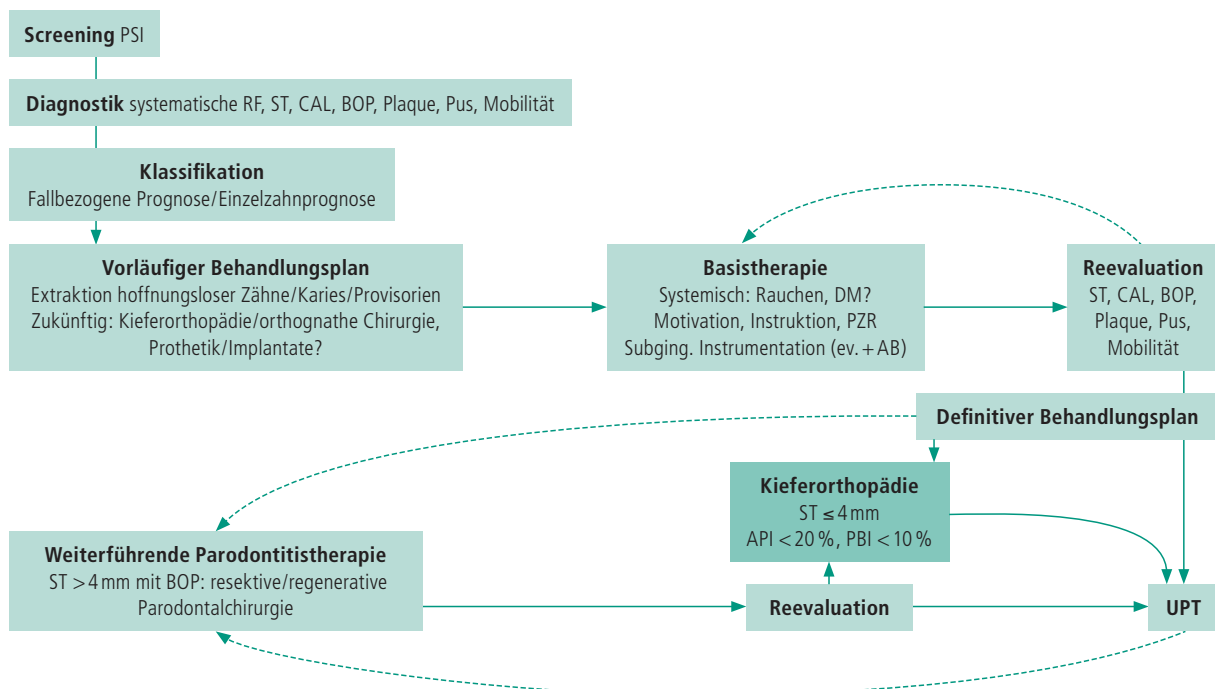 Screening PSI
Diagnostik systematische RF, ST, CAL, BOP, Plaque, Pus, Mobilität
Klassifikation
Fallbezogene Prognose/Einzelzahnprognose
Vorläufiger Behandlungsplan
Extraktion hoffnungsloser Zähne/Karies/Provisorien
Zukünftig: Kieferorthopädie/orthognathe Chirurgie,
Prothetik/Implantate?
Basistherapie
Systemisch: Rauchen, DM?
Motivation, Instruktion, PZR
Subging. Instrumentation (ev. + AB)
Reevaluation
ST, CAL, BOP,
Plaque, Pus,
Mobilität
Definitiver Behandlungsplan
Kieferorthopädie
ST ≤ 4 mm
API < 20 %, PBI < 10 %
Weiterführende Parodontitistherapie
ST > 4 mm mit BOP: resektive/regenerative
Parodontalchirurgie
Reevaluation
UPT